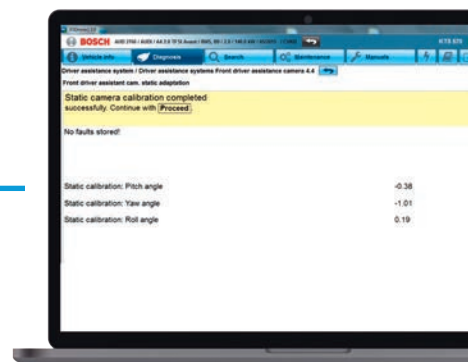 BOSCH
KTS
Vehicle info Diagnosis Search Maintenance Manuals
Driver assistance system / Driver assistance systems Front driver assistance camera 4.4
Front driver assistant cam. static adaptation
Static camera calibration completed
successfully. Continue with Proceed.
No faults stored!
Static calibration: Pitch angle -0.38
Static calibration: Yaw angle -1.01
Static calibration: Roll angle 0.19